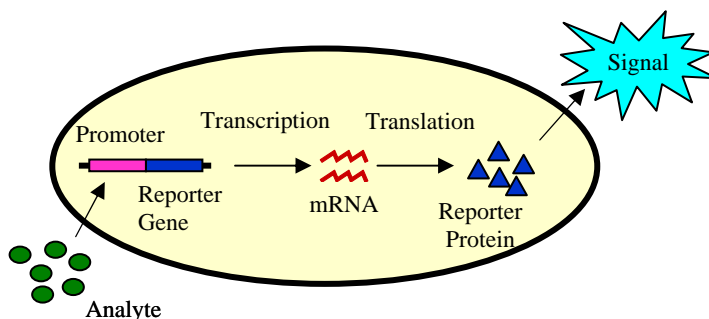 Signal
Transcription
Translation
Promoter
Reporter
Gene
mRNA
Reporter
Protein
Analyte